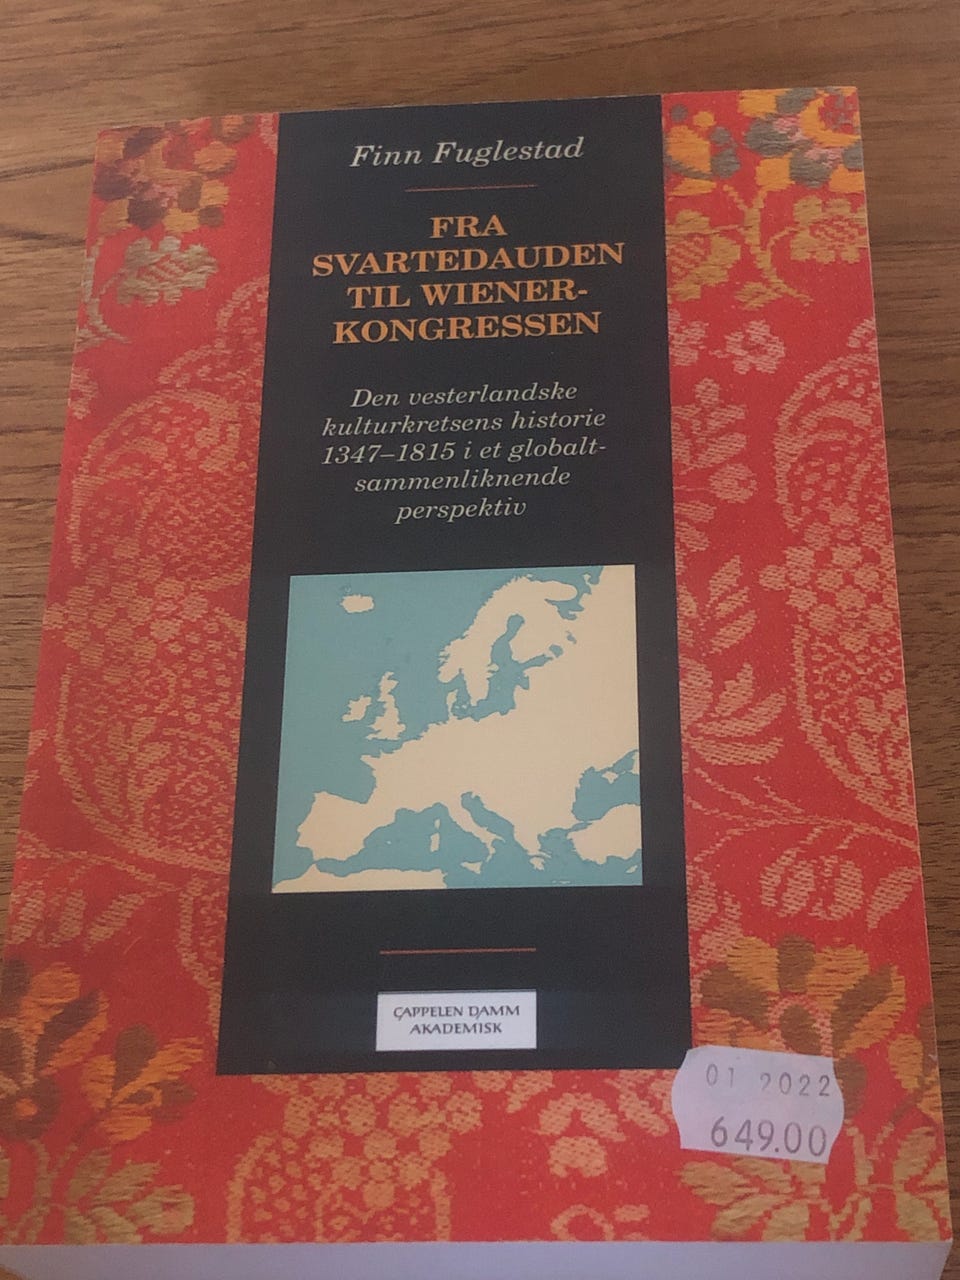 Finn Fuglestad
FRA
SVARTEDAUDEN
TIL WIENER-
KONGRESSEN
Den vesterlandske
kulturkretsens historie
1347–1815 i et globalt-
sammenliknende
perspektiv
CAPPELEN DAMM
AKADEMISK
01 2022
649.00